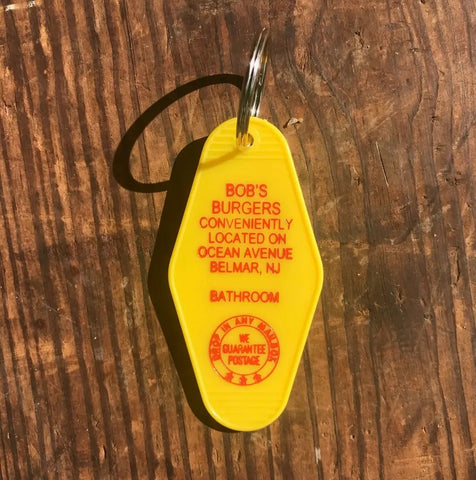 BOB'S
BURGERS
CONVENIENTLY
LOCATED ON
OCEAN AVENUE
BELMAR, NJ
BATHROOM
DROP IN ANY MAILBOX
WE
GUARANTEE
POSTAGE